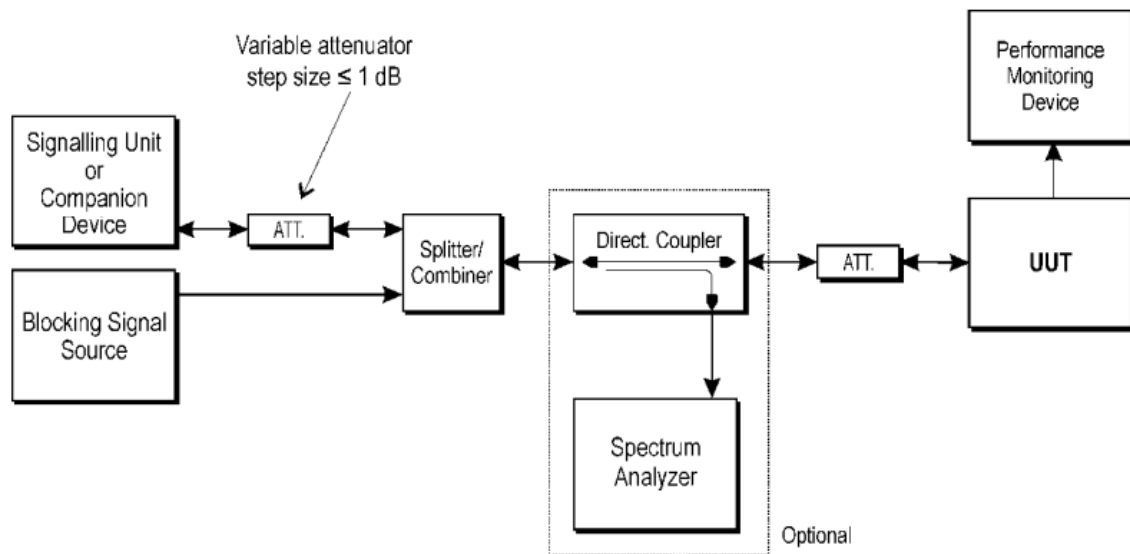 Variable attenuator
step size ≤ 1 dB
Performance
Monitoring
Device
Signalling Unit
or
Companion
Device
ATT.
Splitter/
Combiner
Direct. Coupler
ATT.
UUT
Blocking Signal
Source
Spectrum
Analyzer
Optional